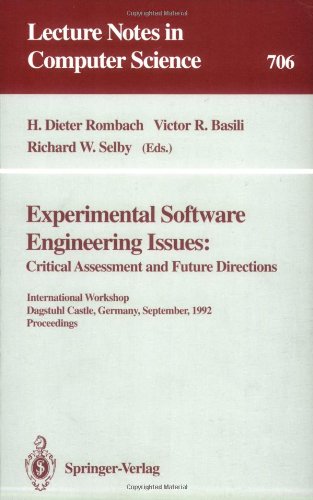 Lecture Notes in
Computer Science
706
H. Dieter Rombach Victor R. Basili
Richard W. Selby (Eds.)
Experimental Software
Engineering Issues:
Critical Assessment and Future Directions
International Workshop
Dagstuhl Castle, Germany, September, 1992
Proceedings
Springer-Verlag